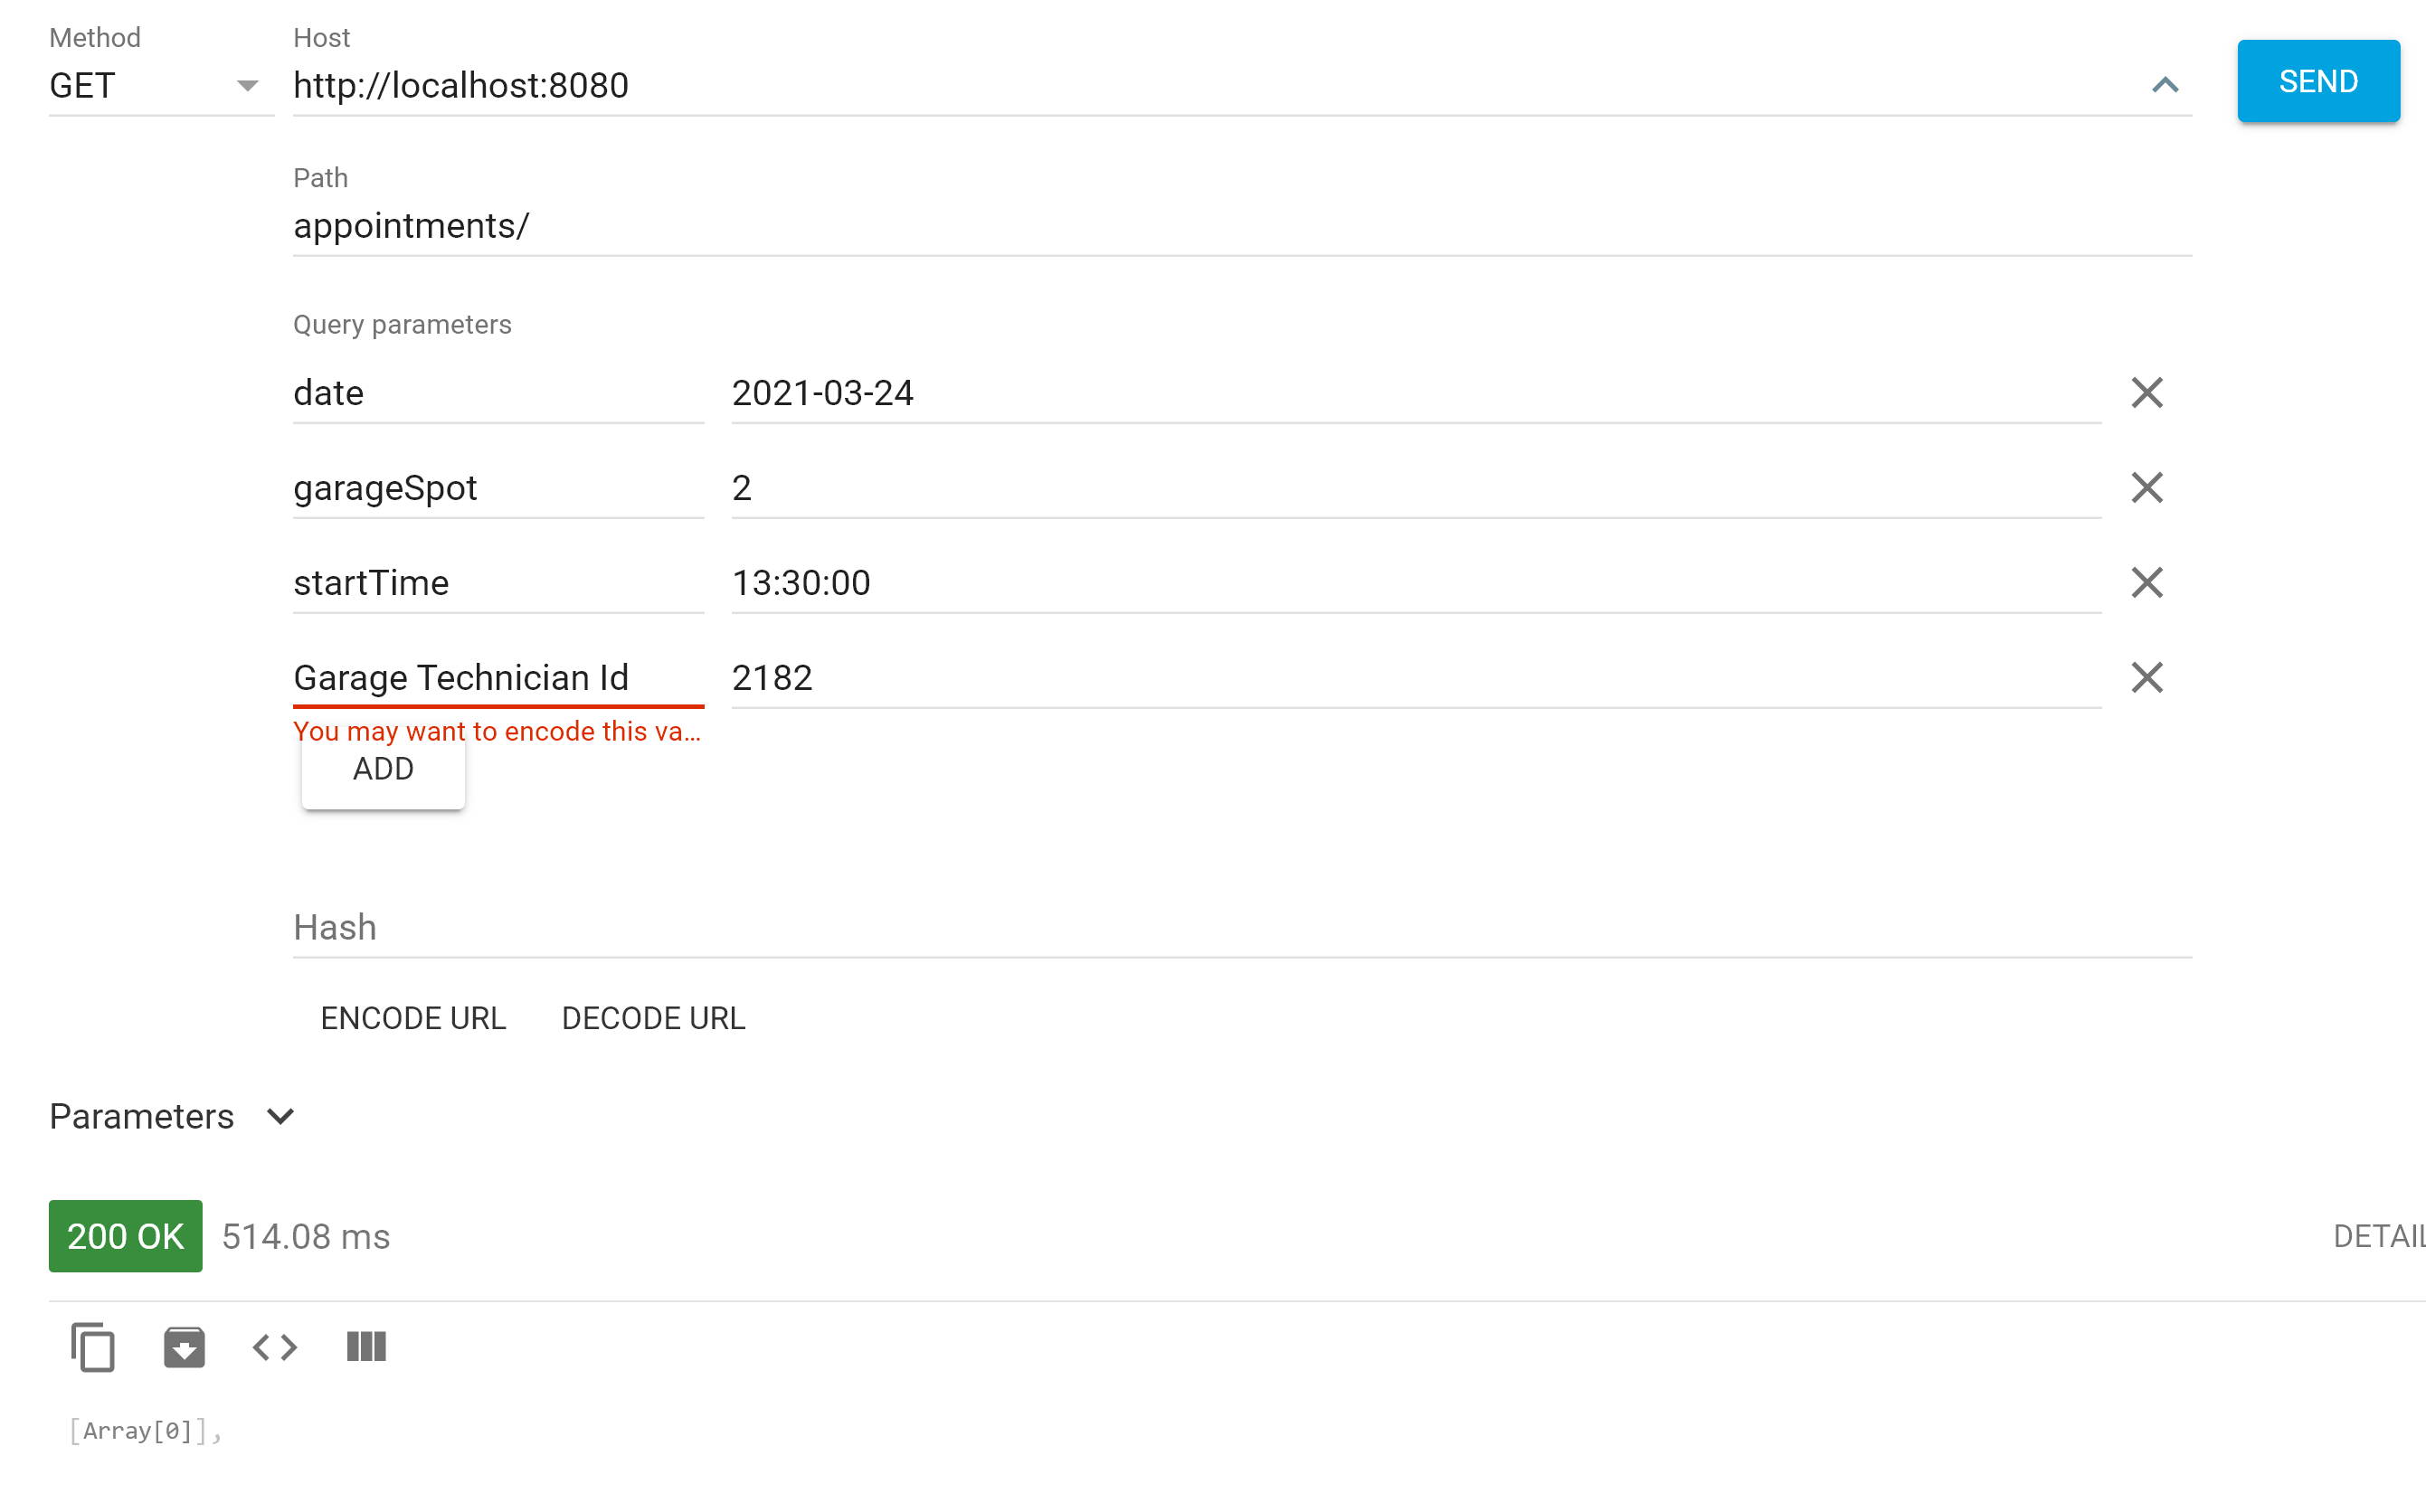 Method
Host
GET
http://localhost:8080
SEND
Path
appointments/
Query parameters
date
2021-03-24
garageSpot
2
startTime
13:30:00
Garage Technician Id
2182
You may want to encode this va...
ADD
Hash
ENCODE URL
DECODE URL
Parameters
200 OK
514.08 ms
DETAIL
[Array[0]],